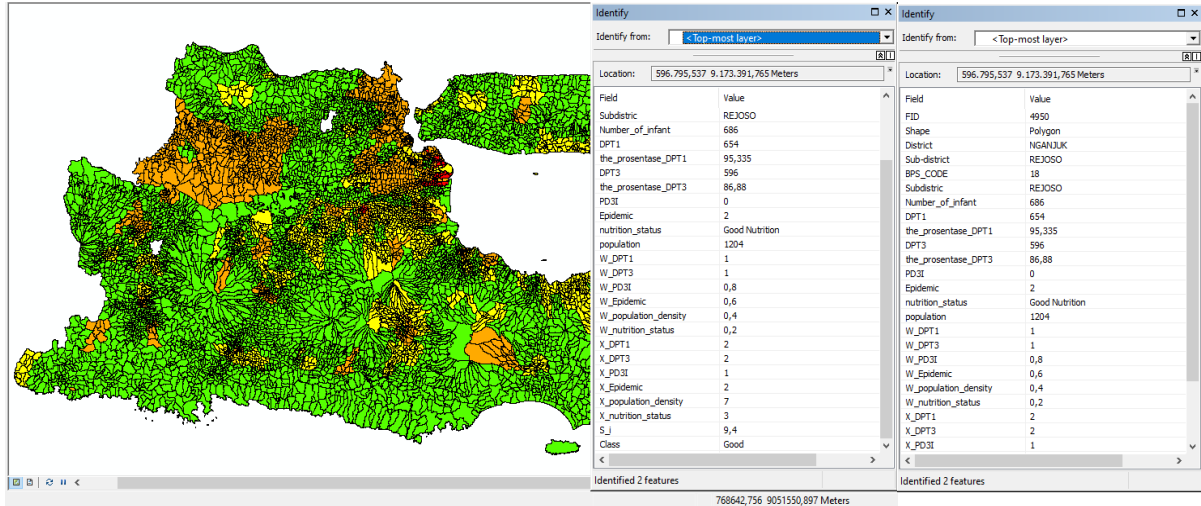 Identify
Identify from: <Top-most layer>
Location: 596.795,537 9.173.391,765 Meters
Field Value
Subdistric REJOSO
Number_of_infant 686
DPT1 654
the_prosentase_DPT1 95,335
DPT3 596
the_prosentase_DPT3 86,88
PD3I 0
Epidemic 2
nutrition_status Good Nutrition
population 1204
W_DPT1 1
W_DPT3 1
W_PD3I 0,8
W_Epidemic 0,6
W_population_density 0,4
W_nutrition_status 0,2
X_DPT1 2
X_DPT3 2
X_PD3I 1
X_Epidemic 2
X_population_density 7
X_nutrition_status 3
S_i 9,4
Class Good
Identified 2 features
Identify
Identify from: <Top-most layer>
Location: 596.795,537 9.173.391,765 Meters
Field Value
FID 4950
Shape Polygon
District NGANJUK
Sub-district REJOSO
BPS_CODE 18
Subdistric REJOSO
Number_of_infant 686
DPT1 654
the_prosentase_DPT1 95,335
DPT3 596
the_prosentase_DPT3 86,88
PD3I 0
Epidemic 2
nutrition_status Good Nutrition
population 1204
W_DPT1 1
W_DPT3 1
W_PD3I 0,8
W_Epidemic 0,6
W_population_density 0,4
W_nutrition_status 0,2
X_DPT1 2
X_DPT3 2
X_PD3I 1
Identified 2 features
768642,756 9051550,897 Meters